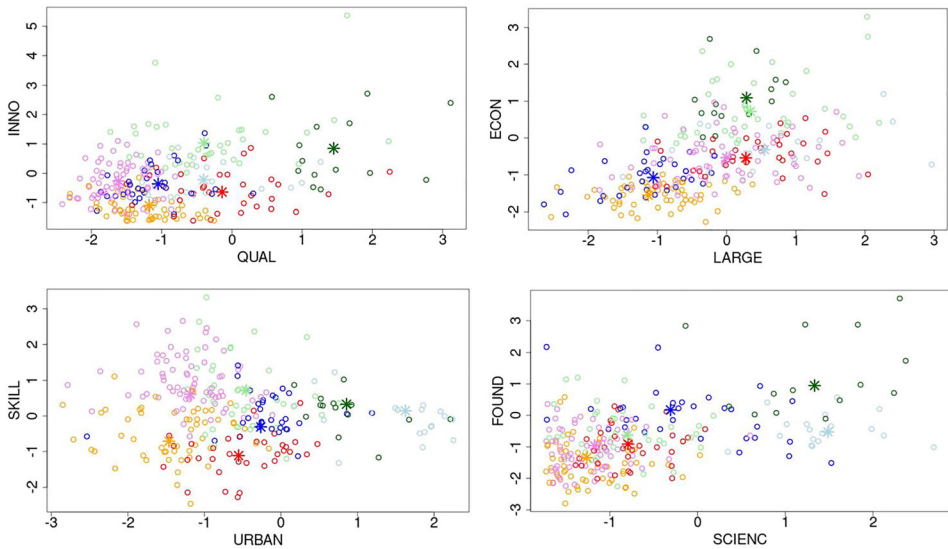 5
4
3
2
1
0
-1
INNO
-2 -1 0 1 2 3
QUAL
3
2
1
0
-1
-2
ECON
-2 -1 0 1 2 3
LARGE
3
2
1
0
-1
-2
SKILL
-3 -2 -1 0 1 2
URBAN
3
2
1
0
-1
-2
-3
FOUND
-1 0 1 2
SCIENC